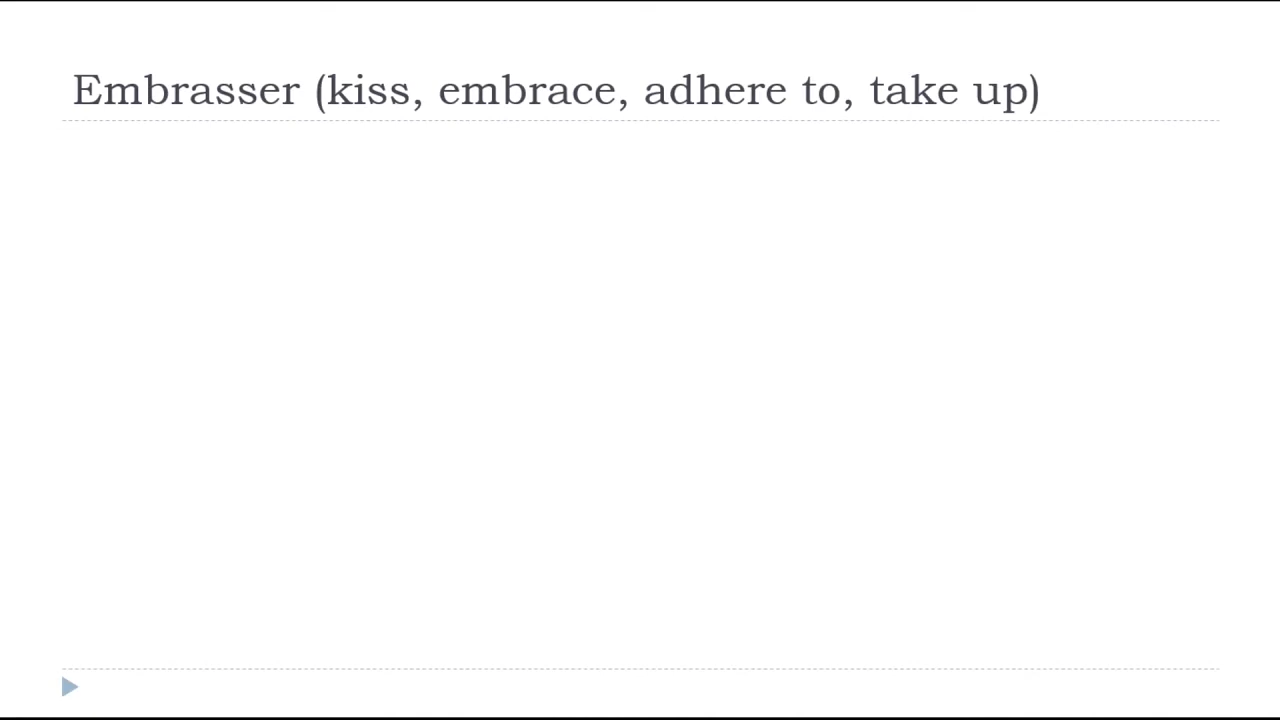 Embrasser (kiss, embrace, adhere to, take up)